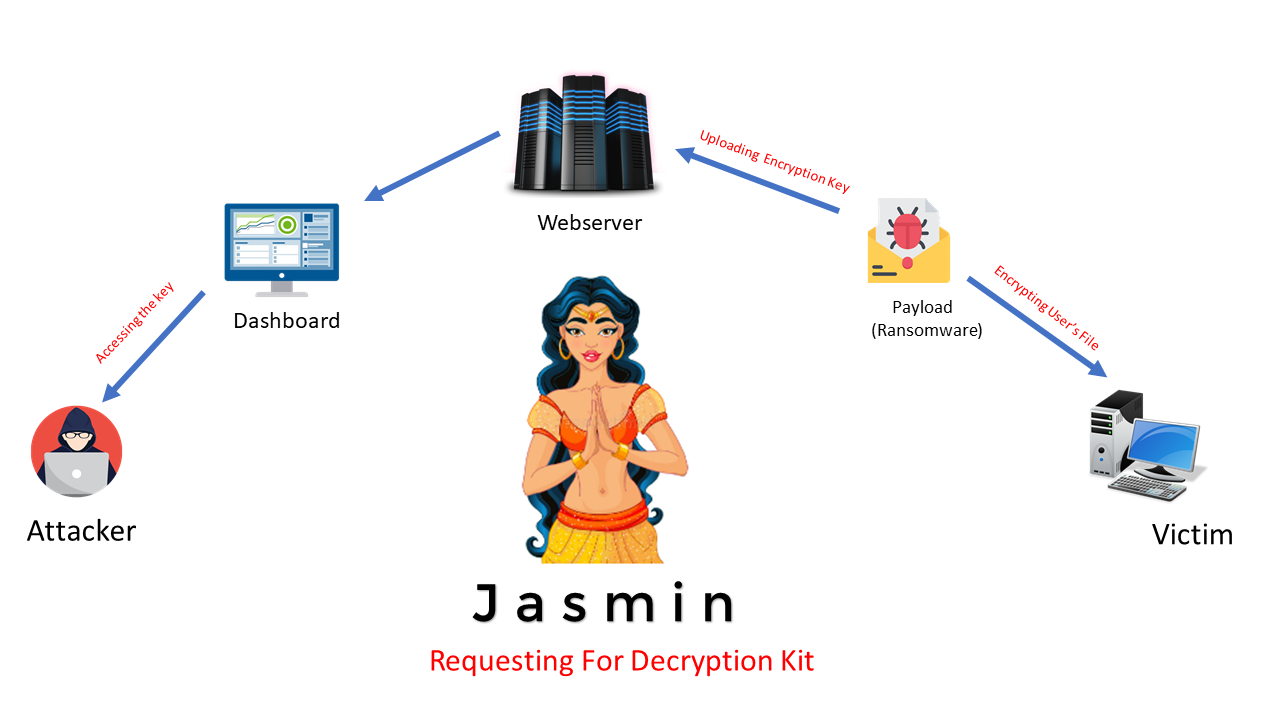 Uploading Encryption Key
Webserver
Payload
(Ransomware)
Encrypting User's File
Dashboard
Accessing the key
Attacker
Victim
Jasmin
Requesting For Decryption Kit